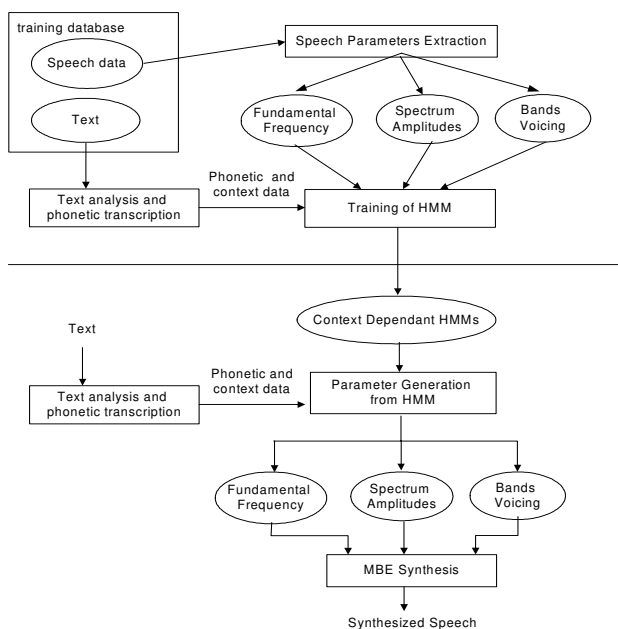 training database
Speech data
Text
Speech Parameters Extraction
Fundamental
Frequency
Spectrum
Amplitudes
Bands
Voicing
Text analysis and
phonetic transcription
Phonetic and
context data
Training of HMM
Context Dependant HMMs
Text
Text analysis and
phonetic transcription
Phonetic and
context data
Parameter Generation
from HMM
Fundamental
Frequency
Spectrum
Amplitudes
Bands
Voicing
MBE Synthesis
Synthesized Speech